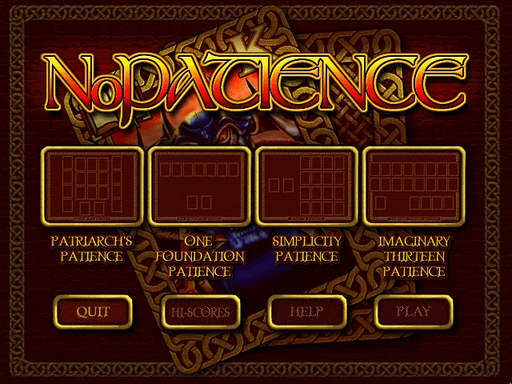 K
NoPatience
PATRIARCH'S
PATIENCE
ONE
FOUNDATION
PATIENCE
SIMPLICITY
PATIENCE
IMAGINARY
THIRTEEN
PATIENCE
QUIT
HI-SCORES
HELP
PLAY